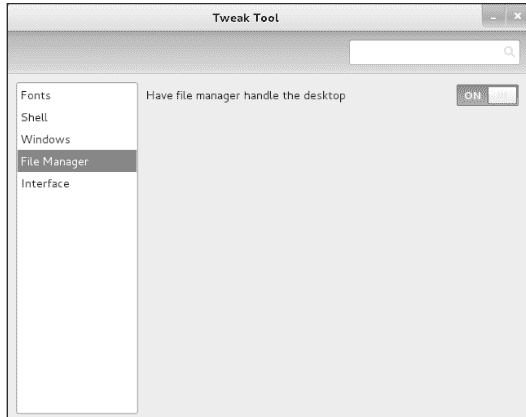 Tweak Tool
Fonts
Shell
Windows
File Manager
Interface
Have file manager handle the desktop
ON